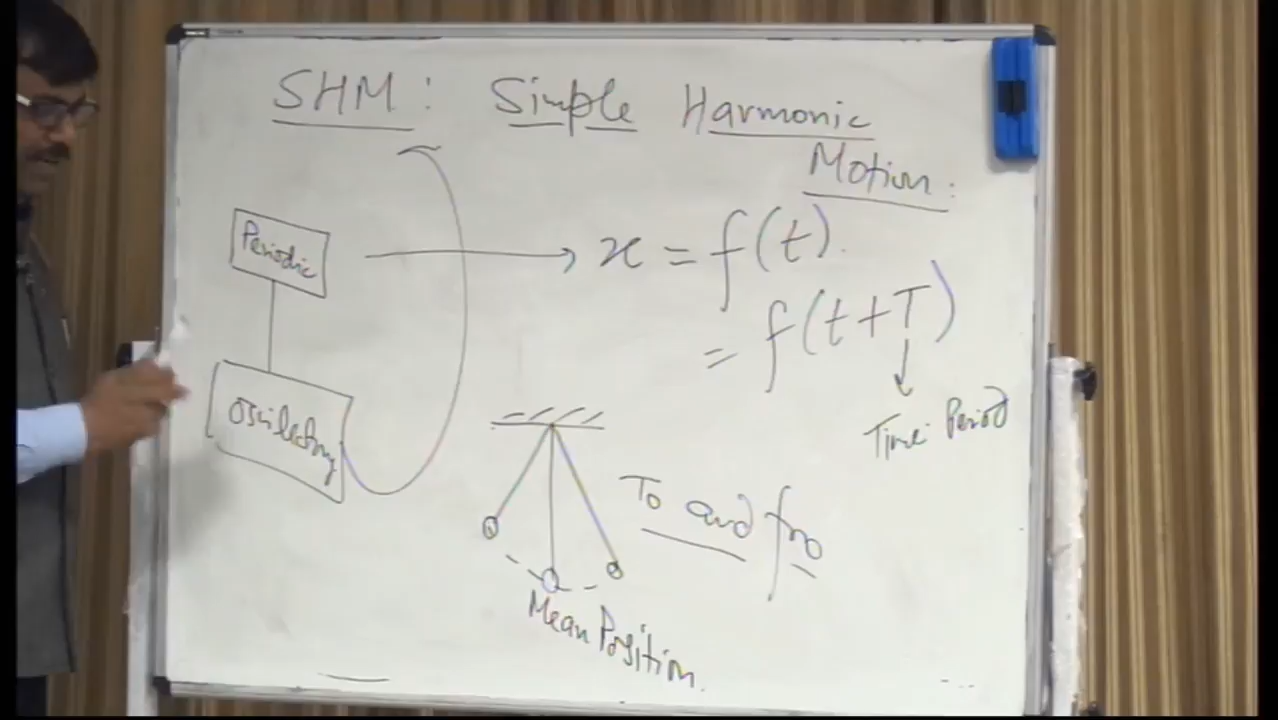 SHM: Simple Harmonic
Motion:
Periodic
x = f(t).
= f(t+T)
Time Period
Oscillatory
To and fro
Mean Position.